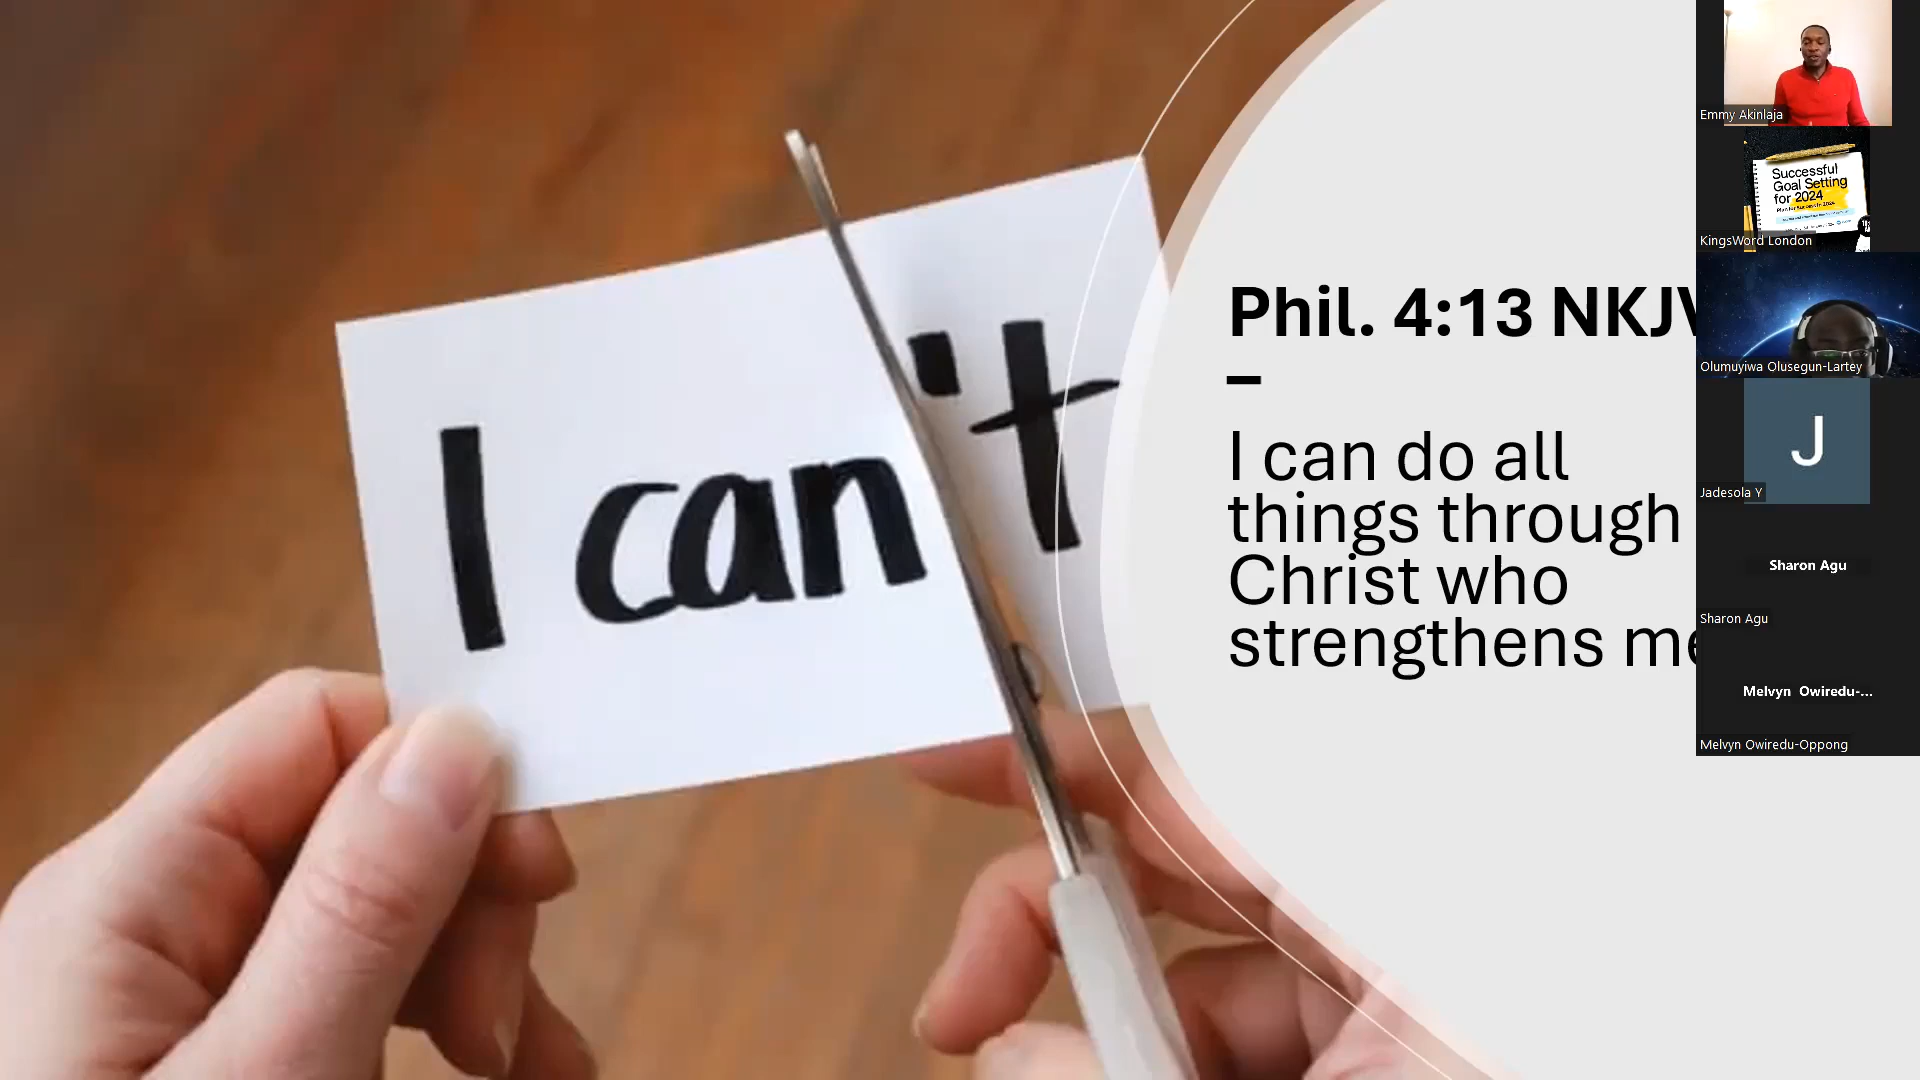 I can't
Phil. 4:13 NKJV
–
I can do all
things through
Christ who
strengthens me
Emmy Akinlaja
Successful
Goal Setting
for 2024
KingsWord London
Olumuyiwa Olusegun-Lartey
J
Jadesola Y
Sharon Agu
Sharon Agu
Melvyn Owiredu-...
Melvyn Owiredu-Oppong